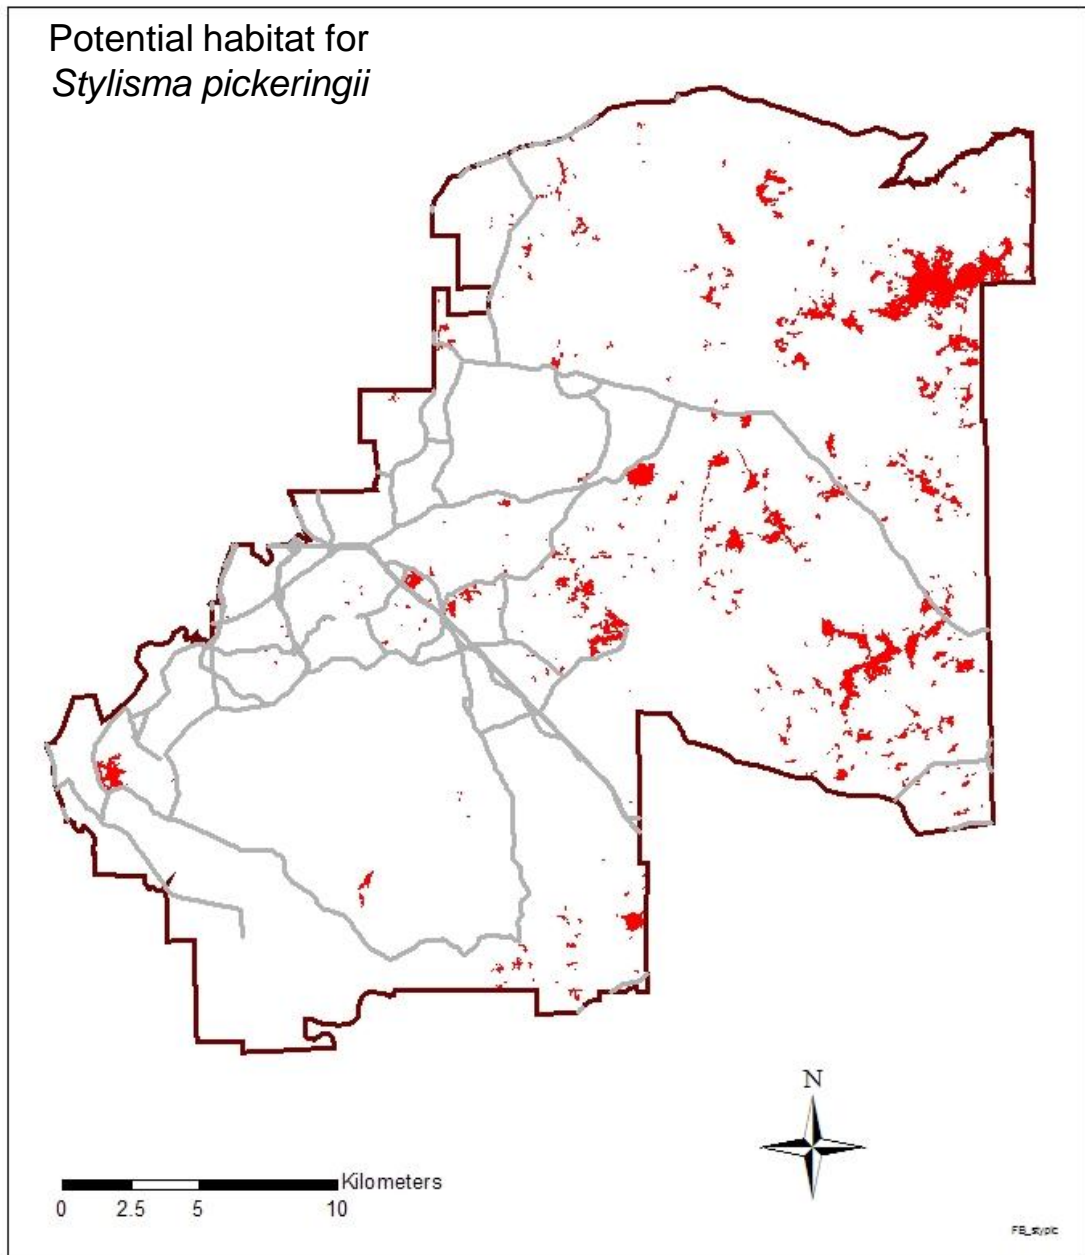 Potential habitat for
Stylisma pickeringii
N
Kilometers
0 2.5 5 10
FB_stypic